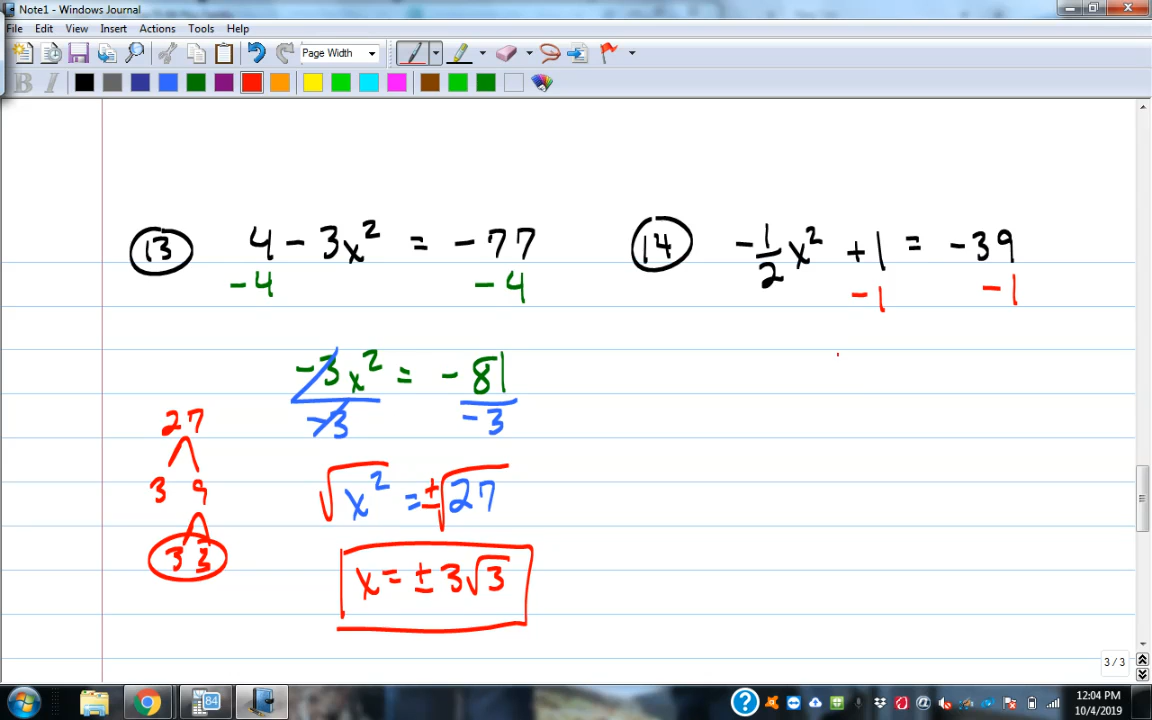 Note1 - Windows Journal
File Edit View Insert Actions Tools Help
Page Width
B I
13 4 - 3x² = -77
-4 -4
-3x² = -81
-3 -3
√x² = ±√27
x = ±3√3
27
3 9
3 3
14 -1/2x² + 1 = -39
-1 -1
3 / 3
84
?
12:04 PM
10/4/2019